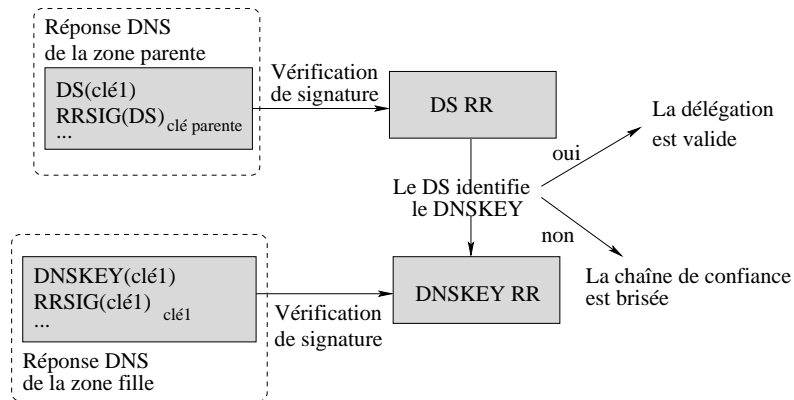 Réponse DNS
de la zone parente
DS(clé1)
RRSIG(DS) clé parente
...
Vérification
de signature
DS RR
oui
La délégation
est valide
Le DS identifie
le DNSKEY
non
La chaîne de confiance
est brisée
DNSKEY(clé1)
RRSIG(clé1) clé1
...
Vérification
de signature
DNSKEY RR
Réponse DNS
de la zone fille